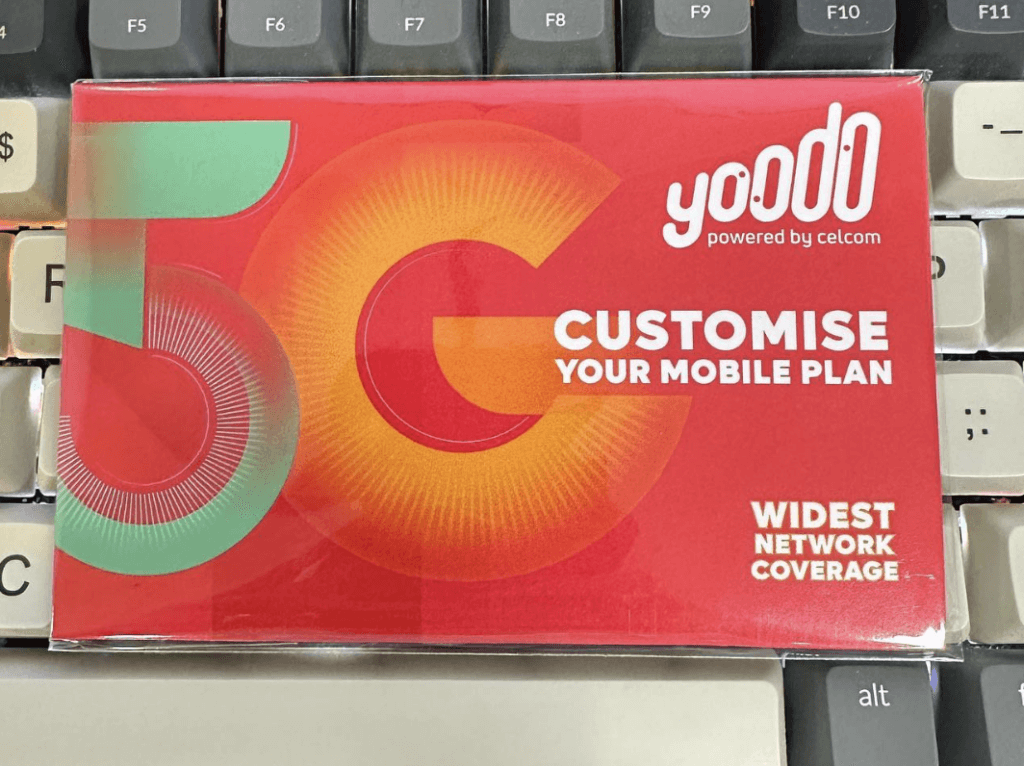 4
F5
F6
F7
F8
F9
F10
F11
$
- —
5G
yoodo
powered by celcom
R
P
CUSTOMISE
YOUR MOBILE PLAN
: ;
WIDEST
NETWORK
COVERAGE
C
alt
f